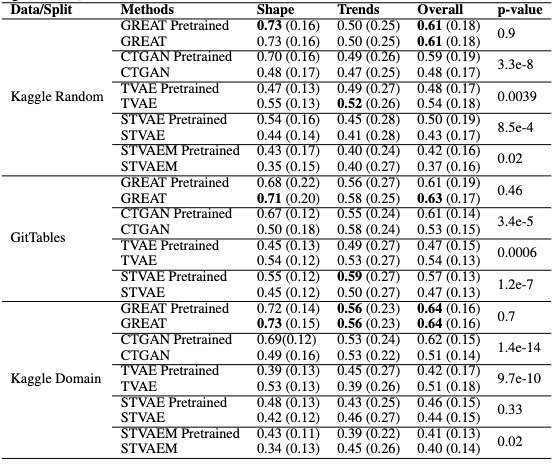 Data/Split Methods Shape Trends Overall p-value
Kaggle Random
GREAT Pretrained 0.73 (0.16) 0.50 (0.25) 0.61 (0.18) 0.9
GREAT 0.73 (0.16) 0.50 (0.25) 0.61 (0.18)
CTGAN Pretrained 0.70 (0.16) 0.49 (0.26) 0.59 (0.19) 3.3e-8
CTGAN 0.48 (0.17) 0.47 (0.25) 0.48 (0.17)
TVAE Pretrained 0.47 (0.13) 0.49 (0.27) 0.48 (0.17) 0.0039
TVAE 0.55 (0.13) 0.52 (0.26) 0.54 (0.18)
STVAE Pretrained 0.54 (0.16) 0.45 (0.28) 0.50 (0.19) 8.5e-4
STVAE 0.44 (0.14) 0.41 (0.28) 0.43 (0.17)
STVAEM Pretrained 0.43 (0.17) 0.40 (0.24) 0.42 (0.16) 0.02
STVAEM 0.35 (0.15) 0.40 (0.27) 0.37 (0.16)
GitTables
GREAT Pretrained 0.68 (0.22) 0.56 (0.27) 0.61 (0.19) 0.46
GREAT 0.71 (0.20) 0.58 (0.25) 0.63 (0.17)
CTGAN Pretrained 0.67 (0.12) 0.55 (0.24) 0.61 (0.14) 3.4e-5
CTGAN 0.50 (0.18) 0.58 (0.24) 0.53 (0.15)
TVAE Pretrained 0.45 (0.13) 0.49 (0.27) 0.47 (0.15) 0.0006
TVAE 0.54 (0.12) 0.53 (0.27) 0.54 (0.13)
STVAE Pretrained 0.55 (0.12) 0.59 (0.27) 0.57 (0.13) 1.2e-7
STVAE 0.45 (0.12) 0.50 (0.27) 0.47 (0.13)
Kaggle Domain
GREAT Pretrained 0.72 (0.14) 0.56 (0.23) 0.64 (0.16) 0.7
GREAT 0.73 (0.15) 0.56 (0.23) 0.64 (0.16)
CTGAN Pretrained 0.69(0.12) 0.53 (0.24) 0.62 (0.15) 1.4e-14
CTGAN 0.49 (0.16) 0.53 (0.22) 0.51 (0.14)
TVAE Pretrained 0.39 (0.13) 0.45 (0.27) 0.42 (0.17) 9.7e-10
TVAE 0.53 (0.13) 0.39 (0.26) 0.51 (0.18)
STVAE Pretrained 0.48 (0.13) 0.43 (0.25) 0.46 (0.15) 0.33
STVAE 0.42 (0.12) 0.46 (0.27) 0.44 (0.15)
STVAEM Pretrained 0.43 (0.11) 0.39 (0.22) 0.41 (0.13) 0.02
STVAEM 0.34 (0.13) 0.45 (0.26) 0.40 (0.14)